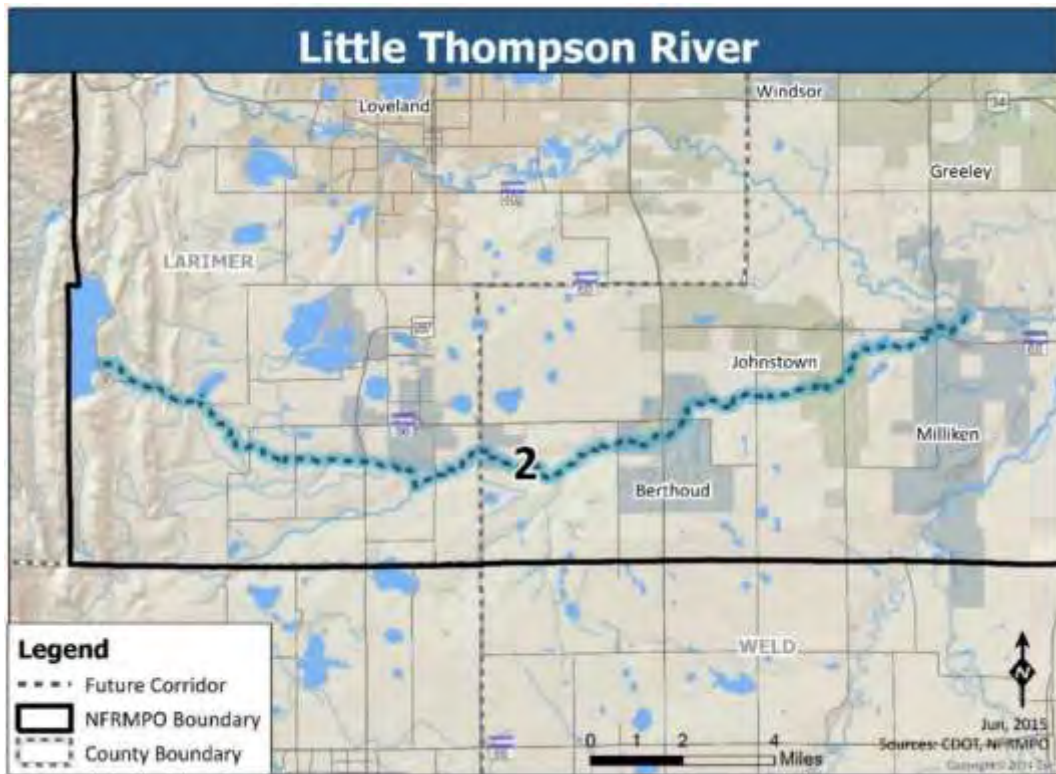 Little Thompson River
Loveland
Windsor
34
Greeley
LARIMER
60
287
Johnstown
2
Milliken
Berthoud
WELD
Legend
Future Corridor
NFRMPO Boundary
County Boundary
N
Jun, 2015
Sources: CDOT, NFRMPO
0 1 2 4
Miles